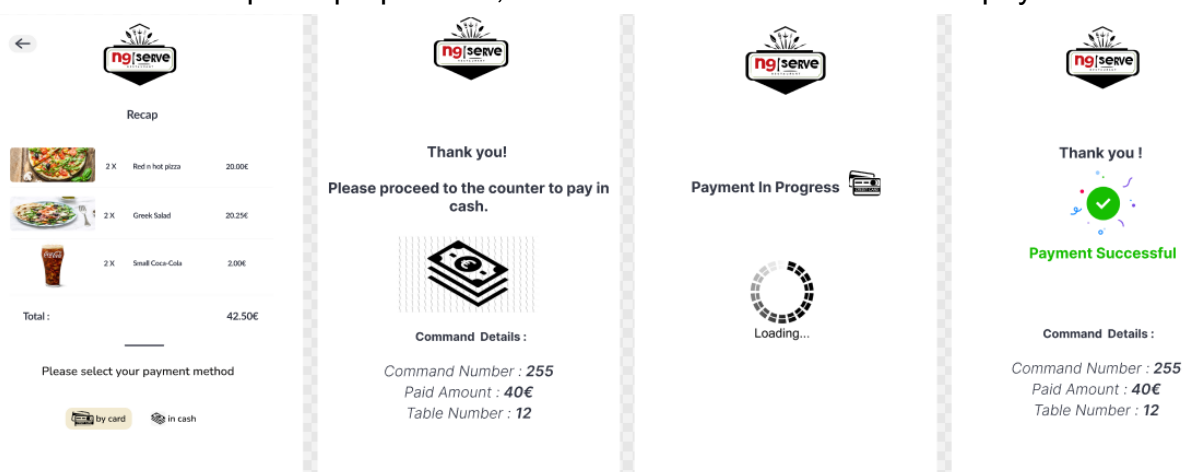 ng|serve
RESTAURANT
Recap
2 X Red n hot pizza 20.00€
2 X Greek Salad 20.25€
2 X Small Coca-Cola 2.00€
Total : 42.50€
Please select your payment method
by card in cash
ng|serve
RESTAURANT
Thank you!
Please proceed to the counter to pay in
cash.
Command Details :
Command Number : 255
Paid Amount : 40€
Table Number : 12
ng|serve
RESTAURANT
Payment In Progress
Loading...
ng|serve
RESTAURANT
Thank you !
Payment Successful
Command Details :
Command Number : 255
Paid Amount : 40€
Table Number : 12